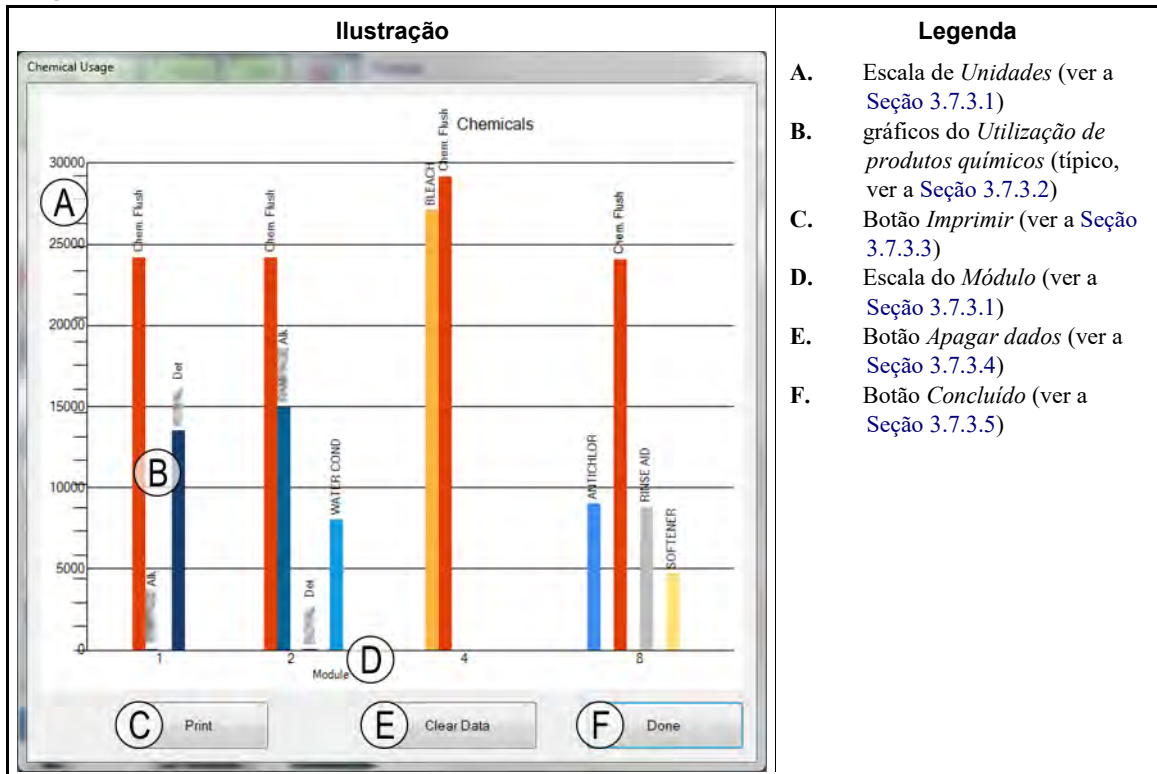 Ilustração
Legenda
Chemical Usage
Chemicals
30000
25000
20000
15000
10000
5000
0
A
B
Chem. Flush
Alk
Det
Chem. Flush
Alk
Det
WATER COND
BLEACH
Chem. Flush
ANTICHLOR
Chem. Flush
RINSE AID
SOFTENER
1
2
4
8
Module
D
C
Print
E
Clear Data
F
Done
A. Escala de Unidades (ver a
Seção 3.7.3.1)
B. gráficos do Utilização de
produtos químicos (típico,
ver a Seção 3.7.3.2)
C. Botão Imprimir (ver a Seção
3.7.3.3)
D. Escala do Módulo (ver a
Seção 3.7.3.1)
E. Botão Apagar dados (ver a
Seção 3.7.3.4)
F. Botão Concluído (ver a
Seção 3.7.3.5)